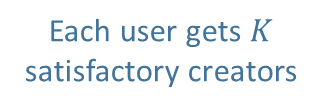 Each user gets K
satisfactory creators